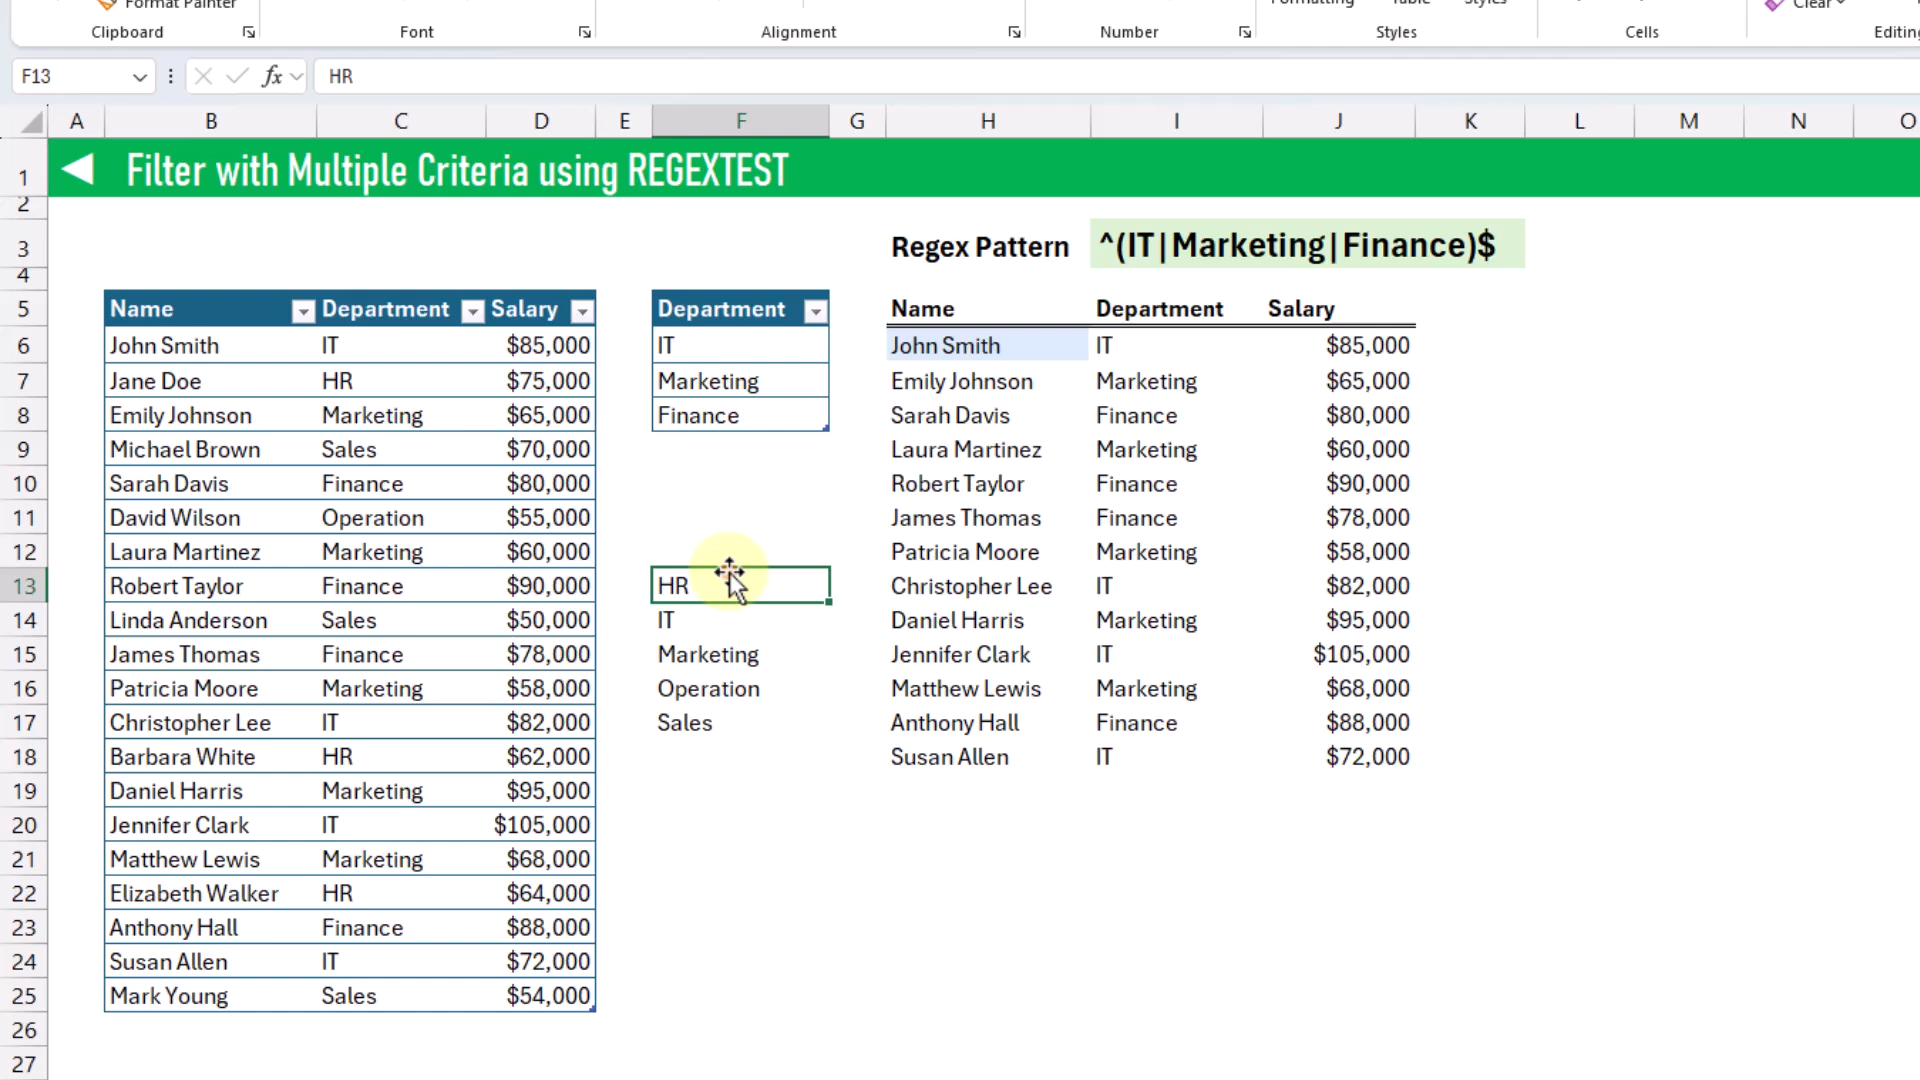 Format Painter
Clear
Clipboard Font Alignment Number Styles Cells Editing
F13 fx HR
A B C D E F G H I J K L M N O
1 Filter with Multiple Criteria using REGEXTEST
2
3 Regex Pattern ^(IT|Marketing|Finance)$
4
5 Name Department Salary Department Name Department Salary
6 John Smith IT $85,000 IT John Smith IT $85,000
7 Jane Doe HR $75,000 Marketing Emily Johnson Marketing $65,000
8 Emily Johnson Marketing $65,000 Finance Sarah Davis Finance $80,000
9 Michael Brown Sales $70,000 Laura Martinez Marketing $60,000
10 Sarah Davis Finance $80,000 Robert Taylor Finance $90,000
11 David Wilson Operation $55,000 James Thomas Finance $78,000
12 Laura Martinez Marketing $60,000 Patricia Moore Marketing $58,000
13 Robert Taylor Finance $90,000 HR Christopher Lee IT $82,000
14 Linda Anderson Sales $50,000 IT Daniel Harris Marketing $95,000
15 James Thomas Finance $78,000 Marketing Jennifer Clark IT $105,000
16 Patricia Moore Marketing $58,000 Operation Matthew Lewis Marketing $68,000
17 Christopher Lee IT $82,000 Sales Anthony Hall Finance $88,000
18 Barbara White HR $62,000 Susan Allen IT $72,000
19 Daniel Harris Marketing $95,000
20 Jennifer Clark IT $105,000
21 Matthew Lewis Marketing $68,000
22 Elizabeth Walker HR $64,000
23 Anthony Hall Finance $88,000
24 Susan Allen IT $72,000
25 Mark Young Sales $54,000
26
27